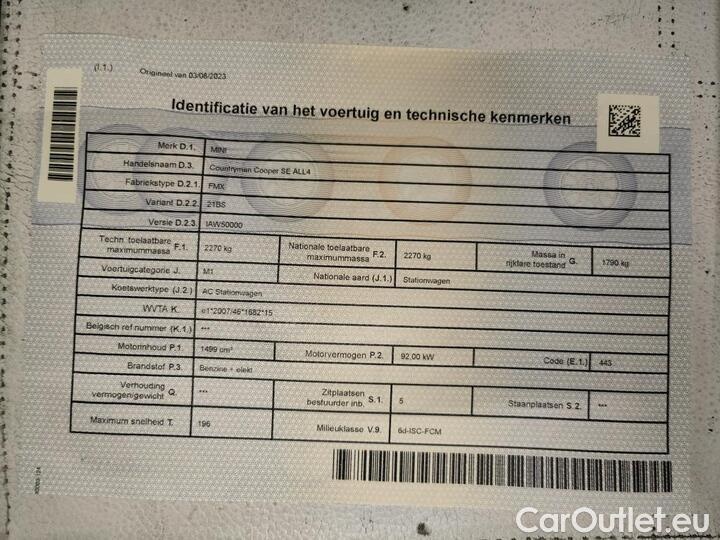 (I.1.)
Origineel van 03/08/2023
Identificatie van het voertuig en technische kenmerken
Merk D.1. MINI
Handelsnaam D.3. Countryman Cooper SE ALL4
Fabriekstype D.2.1. FMX
Variant D.2.2. 21BS
Versie D.2.3. IAW50000
Techn. toelaatbare maximummassa F.1. 2270 kg Nationale toelaatbare maximummassa F.2. 2270 kg Massa in rijklare toestand G. 1790 kg
Voertuigcategorie J. M1 Nationale aard (J.1.) Stationwagen
Koetswerktype (J.2.) AC Stationwagen
WVTA K. e1*2007/46*1682*15
Belgisch ref nummer (K.1.) ***
Motorinhoud P.1. 1499 cm³ Motorvermogen P.2. 92.00 kW Code (E.1.) 443
Brandstof P.3. Benzine + elekt
Verhouding vermogen/gewicht Q. *** Zitplaatsen bestuurder inb. S.1. 5 Staanplaatsen S.2. ***
Maximum snelheid T. 196 Milieuklasse V.9. 6d-ISC-FCM
CarOutlet.eu